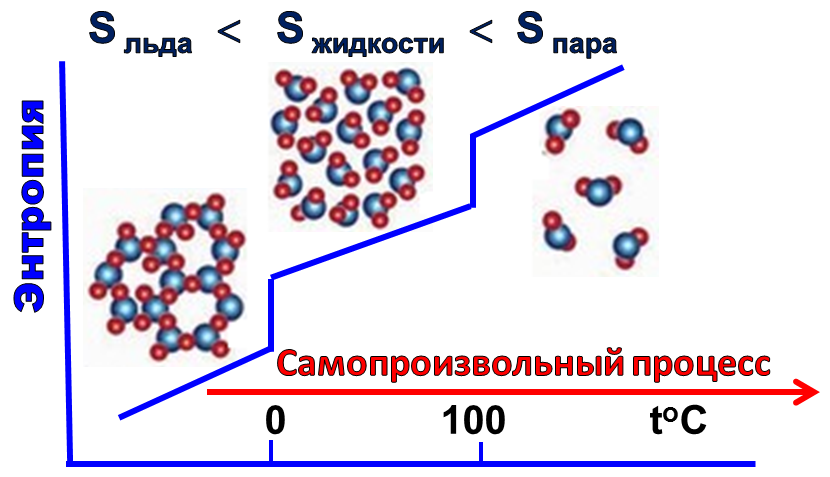 S льда < S жидкости < S пара
Энтропия
Самопроизвольный процесс
0 100 t°C